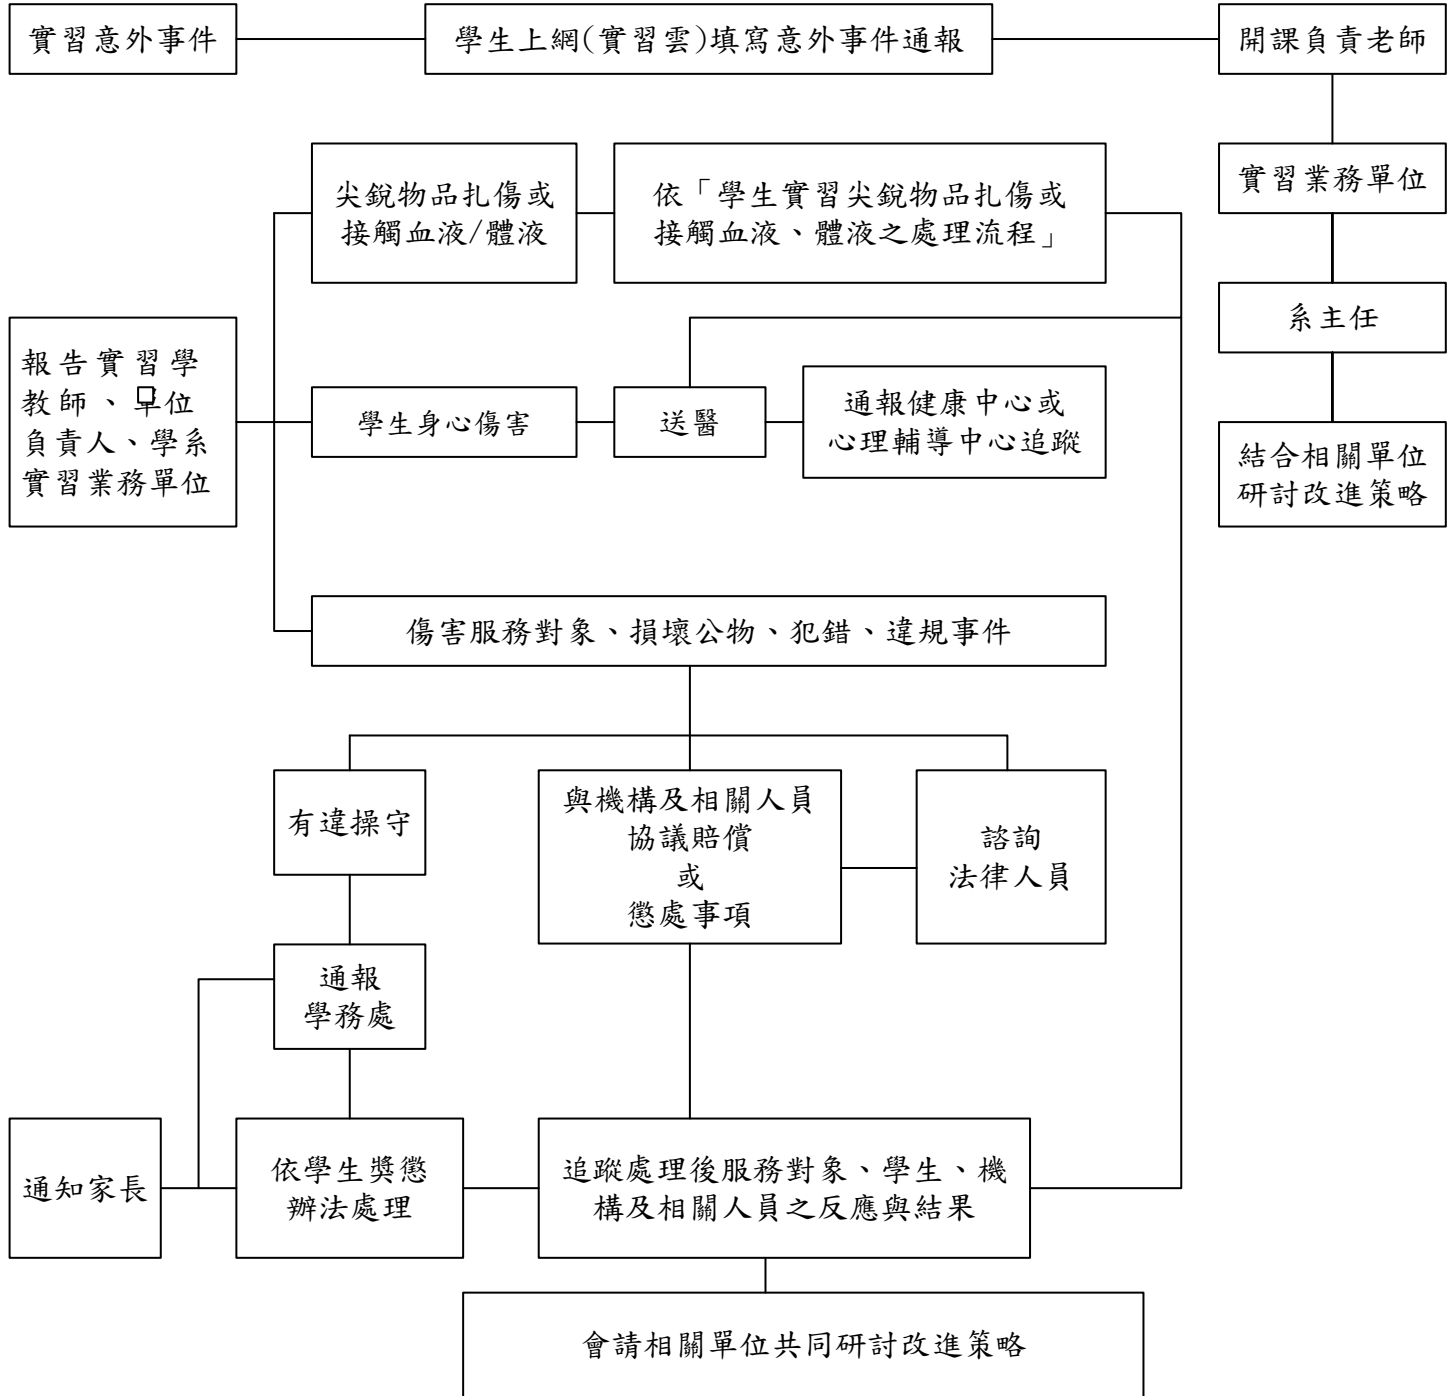 實習意外事件
學生上網(實習雲)填寫意外事件通報
開課負責老師
實習業務單位
系主任
結合相關單位
研討改進策略
報告實習學
教師、單位
負責人、學系
實習業務單位
尖銳物品扎傷或
接觸血液/體液
依「學生實習尖銳物品扎傷或
接觸血液、體液之處理流程」
學生身心傷害
送醫
通報健康中心或
心理輔導中心追蹤
傷害服務對象、損壞公物、犯錯、違規事件
有違操守
與機構及相關人員
協議賠償
或
懲處事項
諮詢
法律人員
通報
學務處
通知家長
依學生獎懲
辦法處理
追蹤處理後服務對象、學生、機
構及相關人員之反應與結果
會請相關單位共同研討改進策略